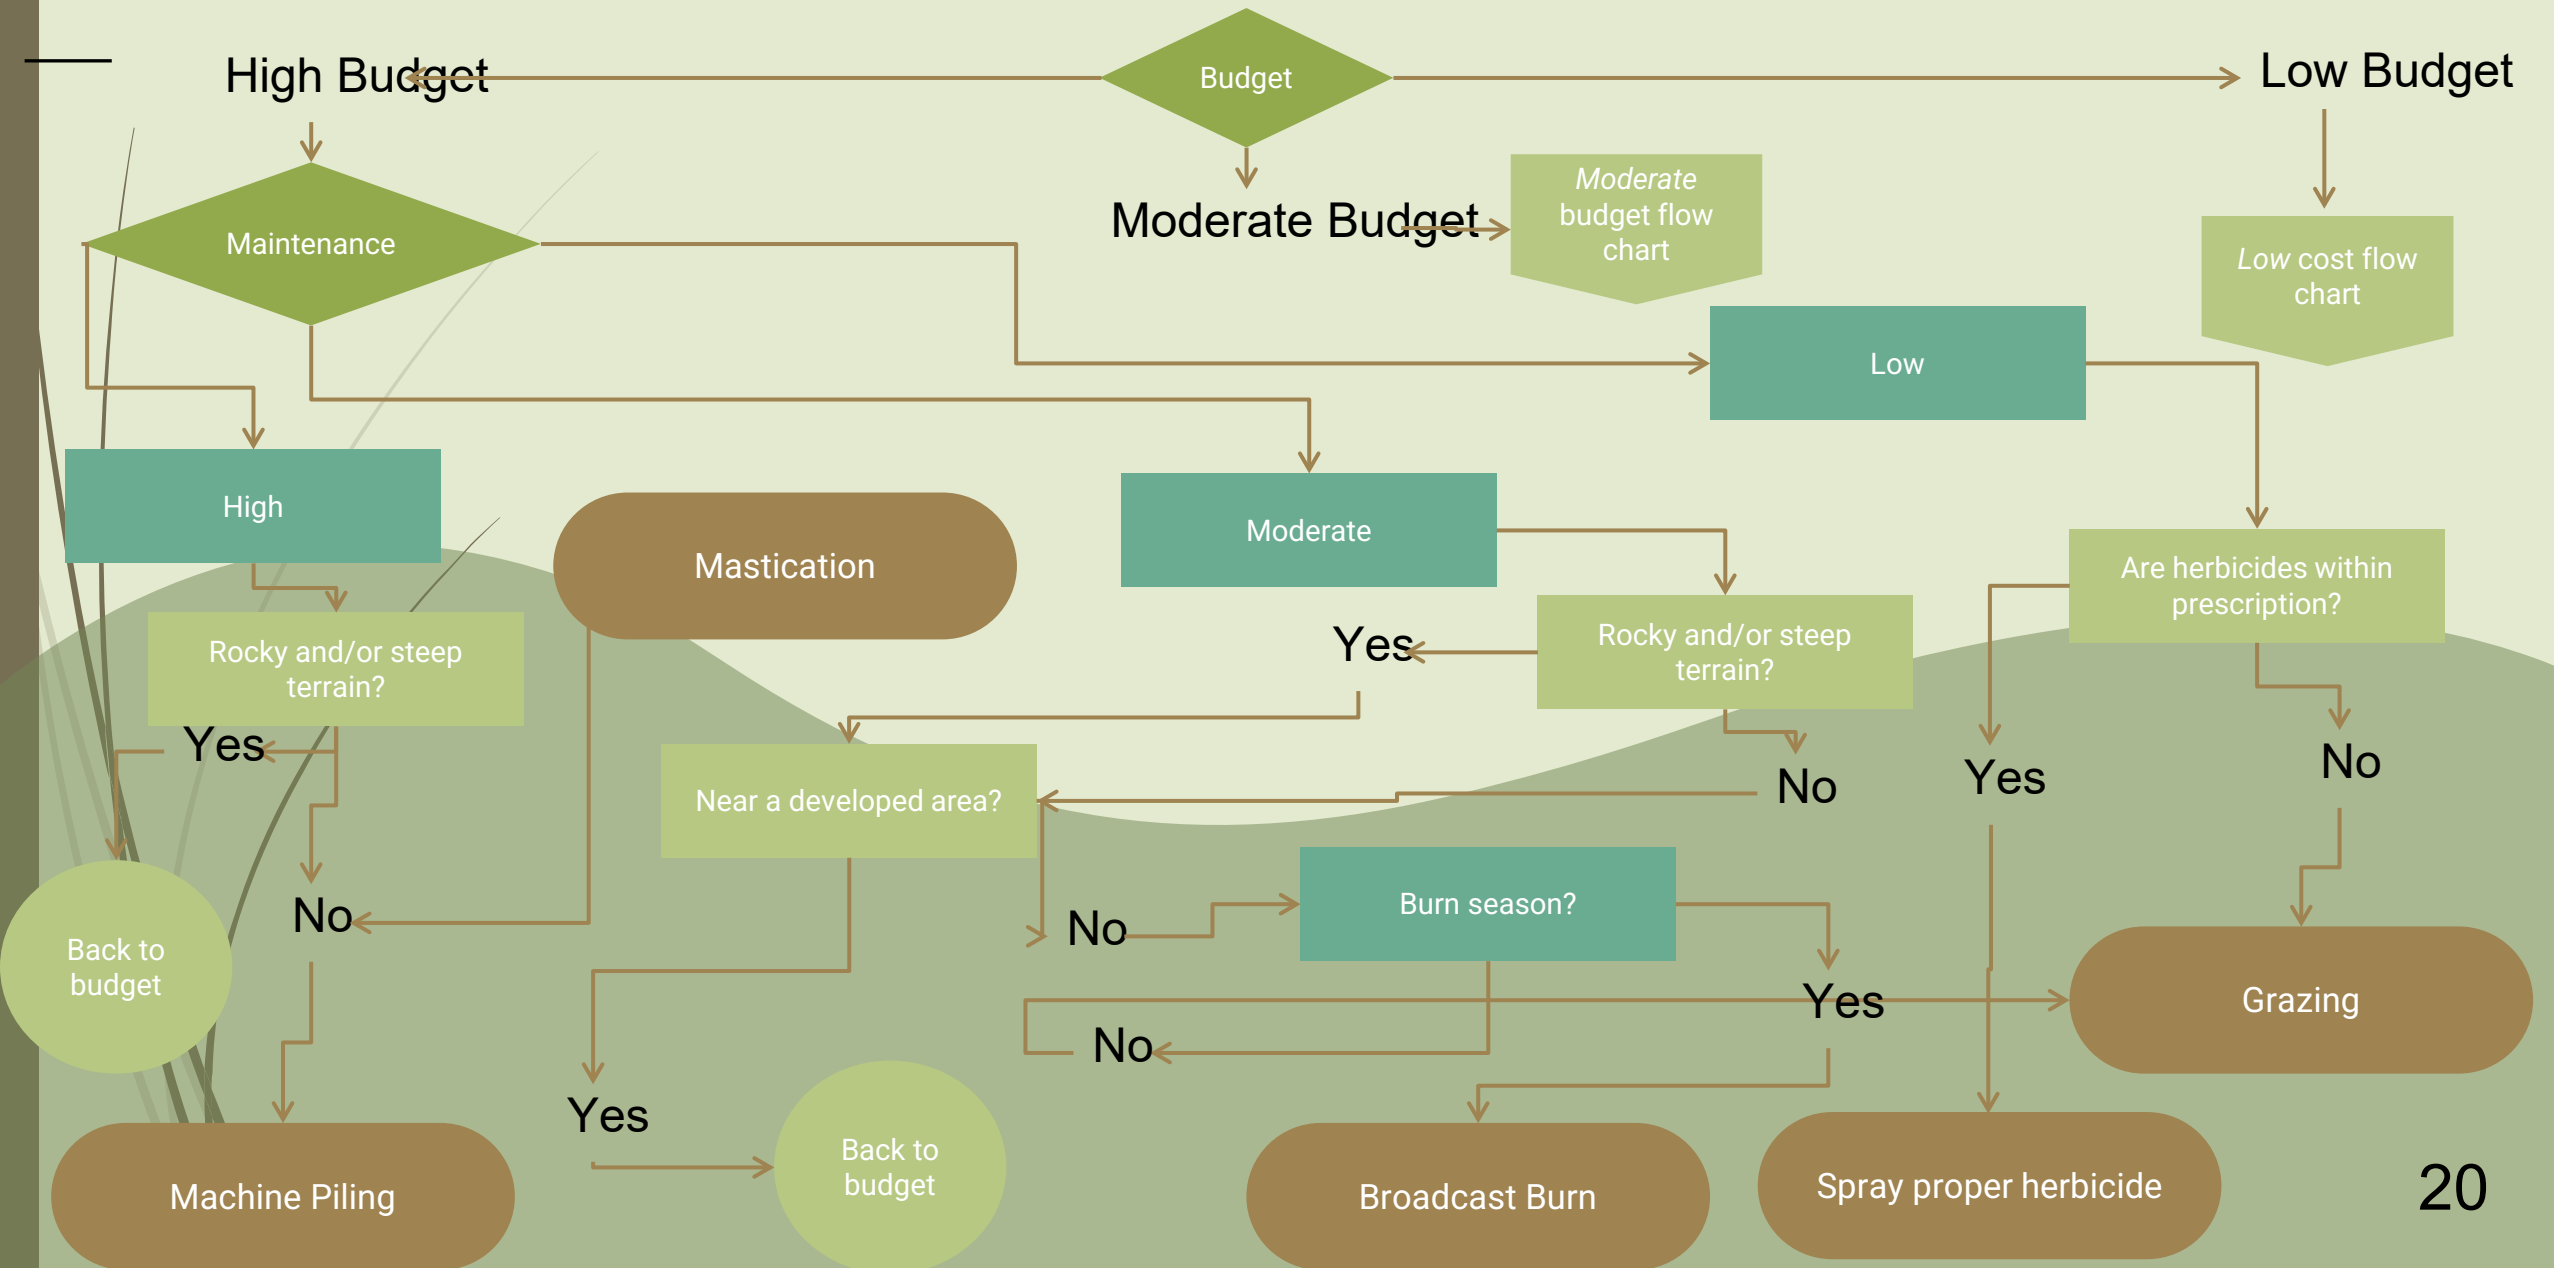 High Budget
Budget
Low Budget
Moderate
budget flow
chart
Moderate Budget
Maintenance
Low cost flow
chart
Low
High
Mastication
Moderate
Are herbicides within
prescription?
Rocky and/or steep
terrain?
Yes
Rocky and/or steep
terrain?
Yes
Near a developed area?
No
Yes
No
Burn season?
No
No
Back to
budget
Yes
Grazing
No
Yes
Back to
budget
Machine Piling
Broadcast Burn
Spray proper herbicide
20